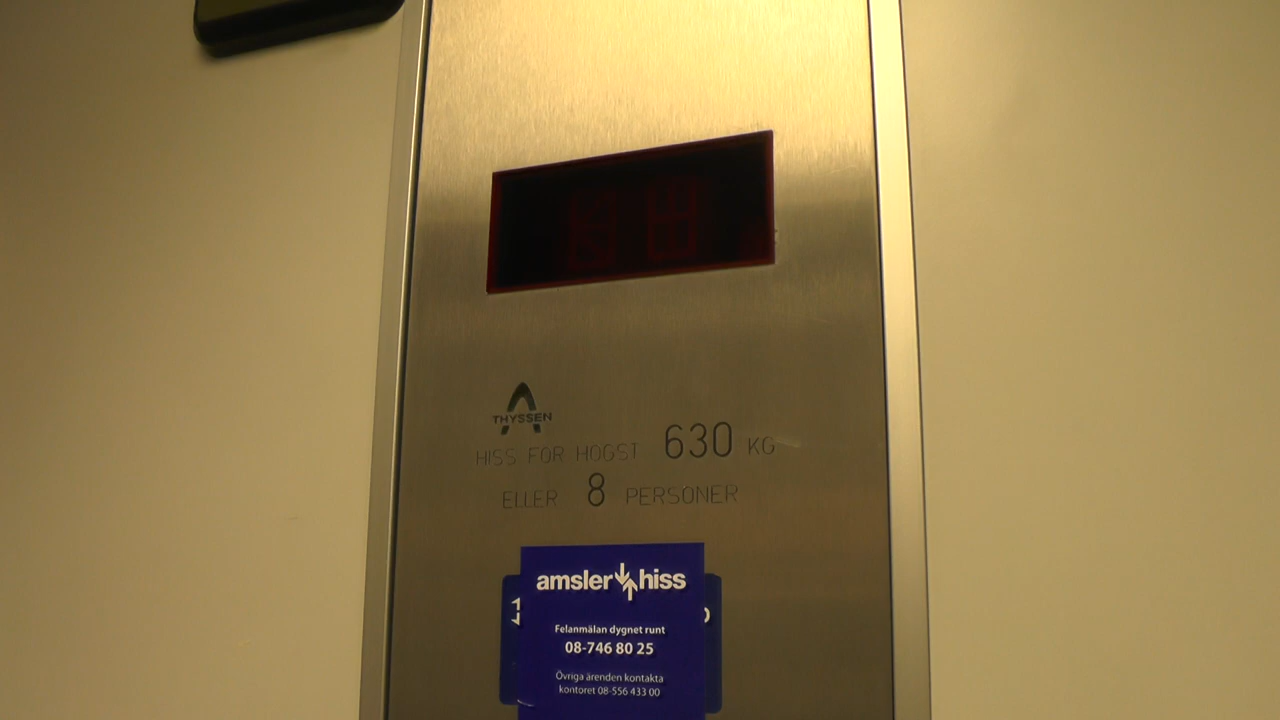 THYSSEN
HISS FÖR HÖGST 630 KG
ELLER 8 PERSONER
amsler hiss
Felanmälan dygnet runt
08-746 80 25
Övriga ärenden kontakta
kontoret 08-556 433 00